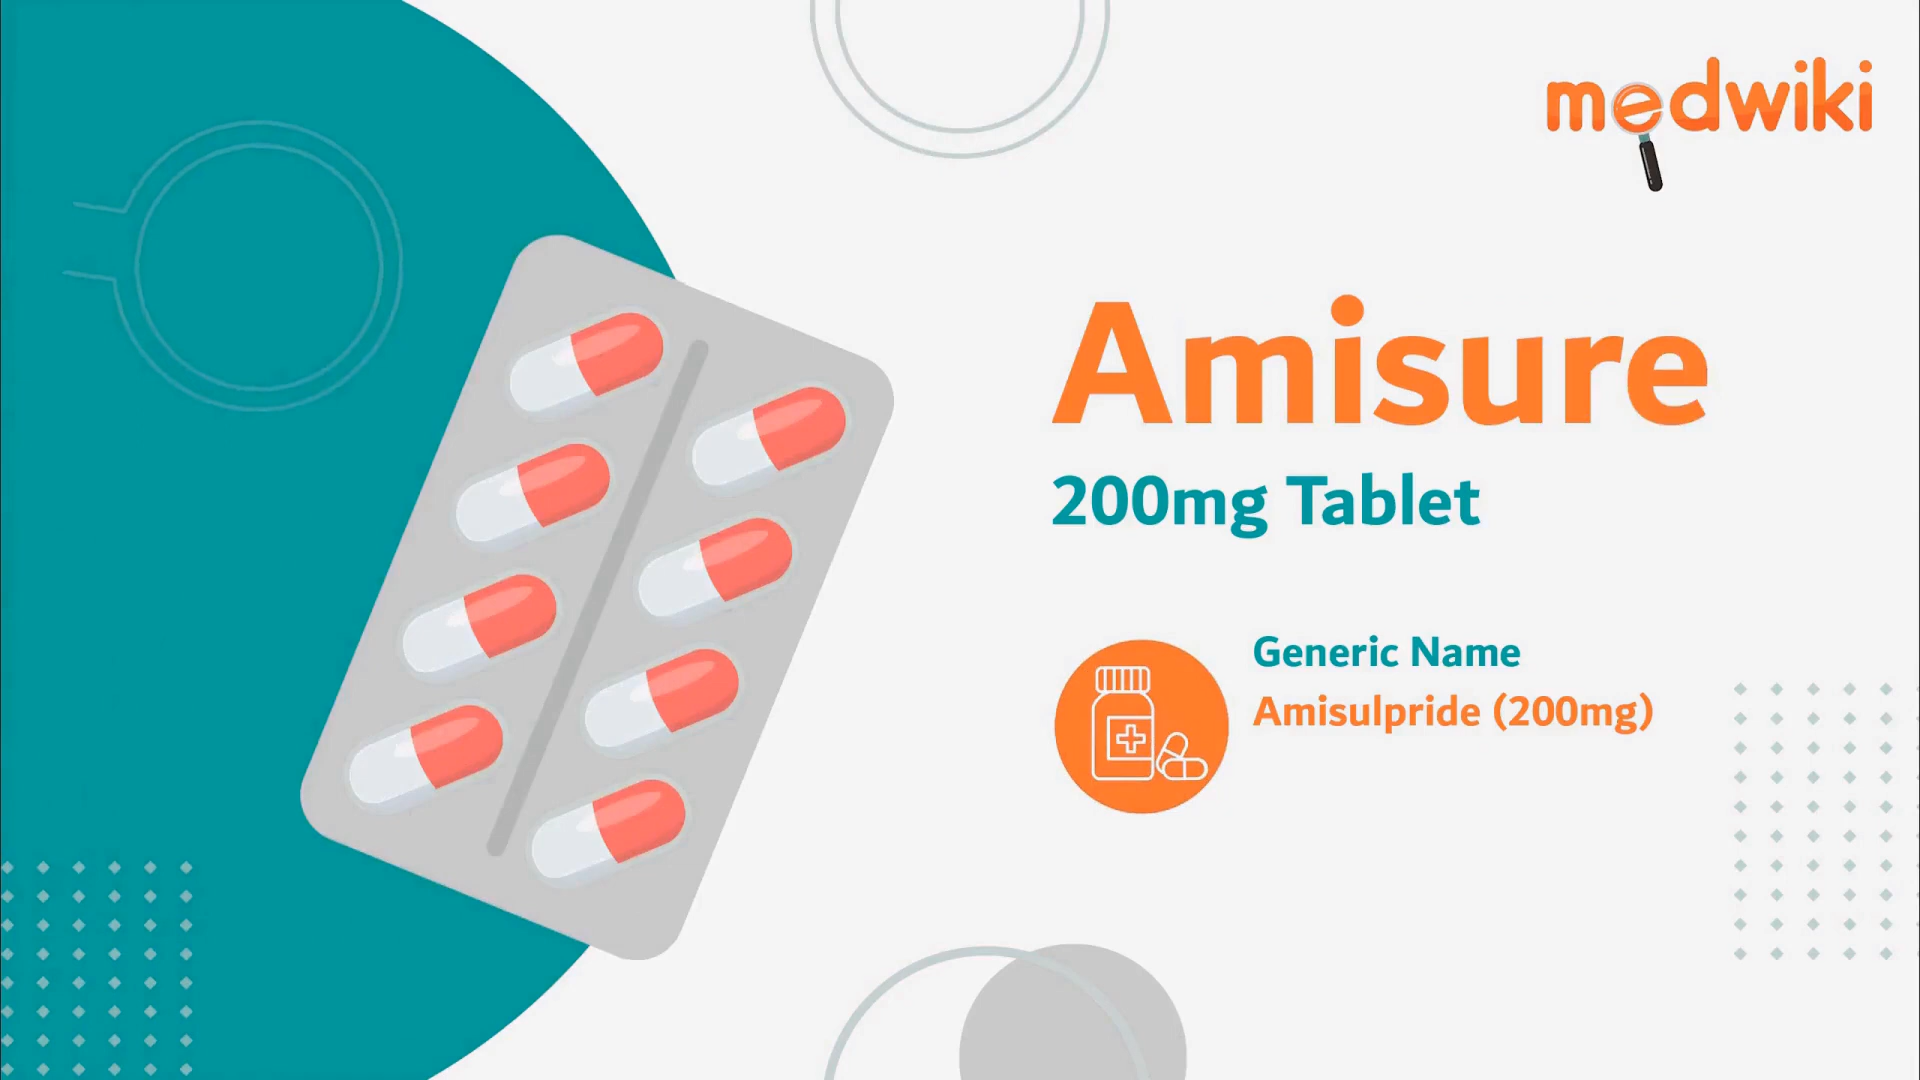 medwiki
Amisure
200mg Tablet
Generic Name
Amisulpride (200mg)